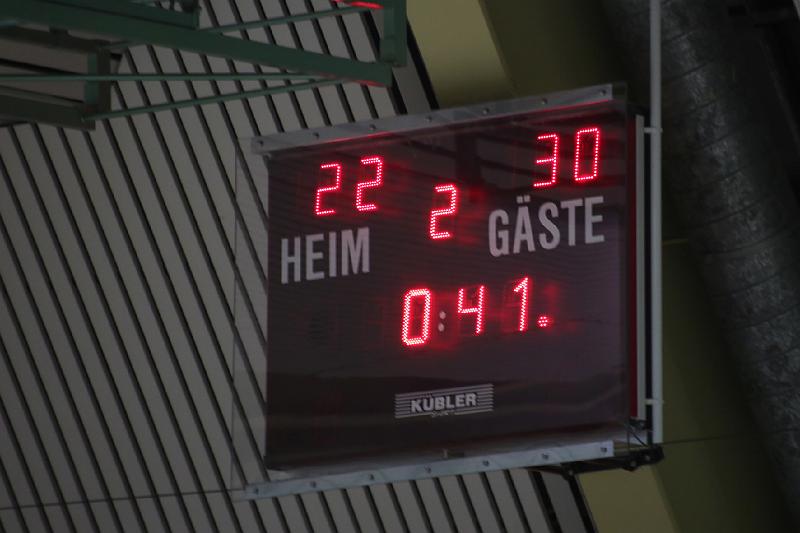 22 2 30
HEIM GÄSTE
0:41.
KÜBLER